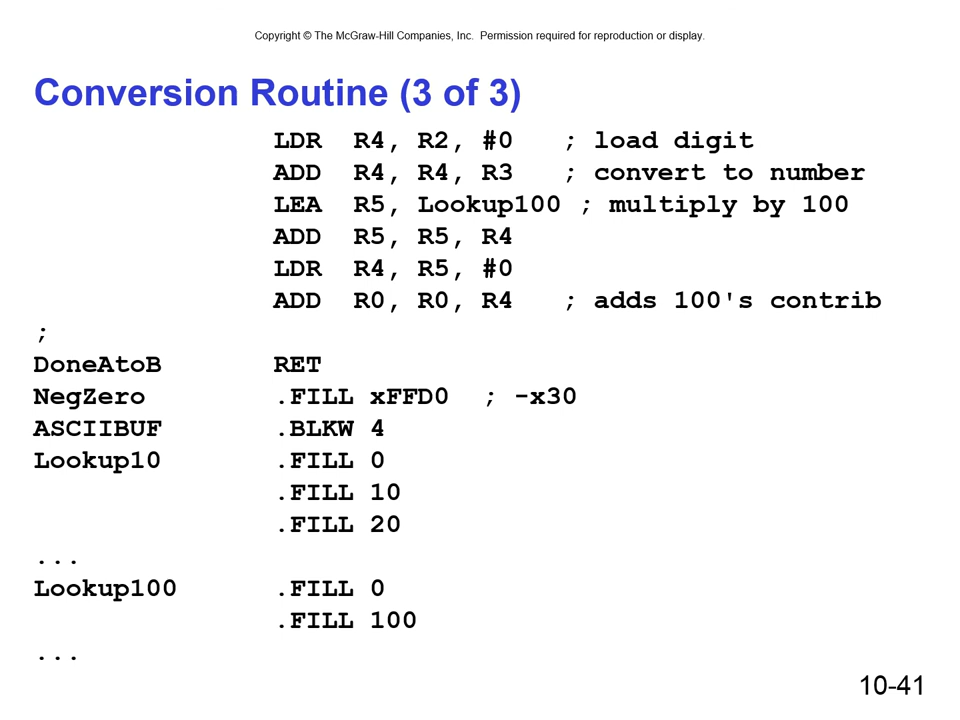 Copyright © The McGraw-Hill Companies, Inc. Permission required for reproduction or display.
Conversion Routine (3 of 3)
LDR R4, R2, #0 ; load digit
ADD R4, R4, R3 ; convert to number
LEA R5, Lookup100 ; multiply by 100
ADD R5, R5, R4
LDR R4, R5, #0
ADD R0, R0, R4 ; adds 100's contrib
;
DoneAtoB RET
NegZero .FILL xFFD0 ; -x30
ASCIIBUF .BLKW 4
Lookup10 .FILL 0
.FILL 10
.FILL 20
...
Lookup100 .FILL 0
.FILL 100
...
10-41